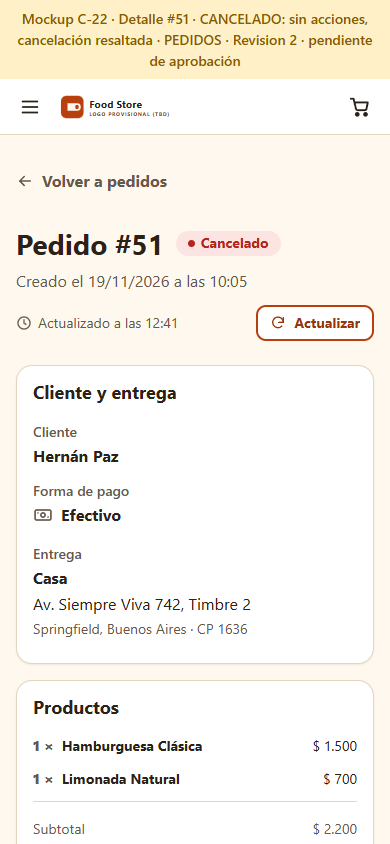 Mockup C-22 · Detalle #51 · CANCELADO: sin acciones,
cancelación resaltada · PEDIDOS · Revision 2 · pendiente
de aprobación
Food Store
LOGO PROVISIONAL (TBD)
Volver a pedidos
Pedido #51
Cancelado
Creado el 19/11/2026 a las 10:05
Actualizado a las 12:41
Actualizar
Cliente y entrega
Cliente
Hernán Paz
Forma de pago
Efectivo
Entrega
Casa
Av. Siempre Viva 742, Timbre 2
Springfield, Buenos Aires · CP 1636
Productos
1 × Hamburguesa Clásica $ 1.500
1 × Limonada Natural $ 700
Subtotal $ 2.200